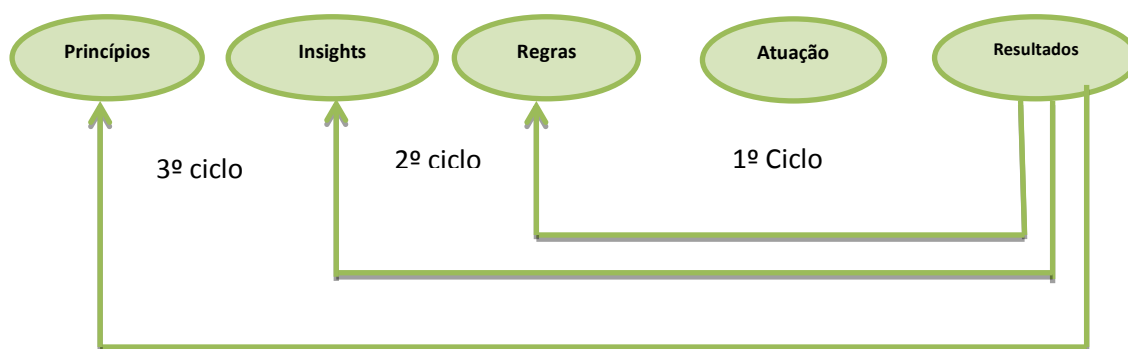 Princípios
Insights
Regras
Atuação
Resultados
3º ciclo
2º ciclo
1º Ciclo